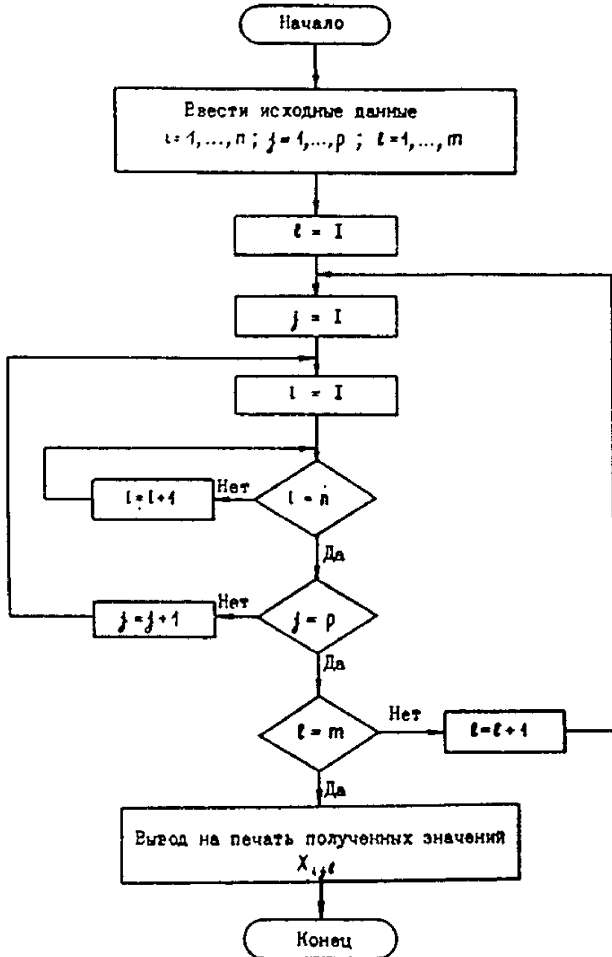 Начало
Ввести исходные данные
i=1,...,n ; j=1,...,p ; ℓ=1,...,m
ℓ = I
j = I
i = I
i = n
Нет
i=i+1
Да
j = p
Нет
j=j+1
Да
ℓ = m
Нет
ℓ=ℓ+1
Да
Вывод на печать полученных значений
X i j ℓ
Конец